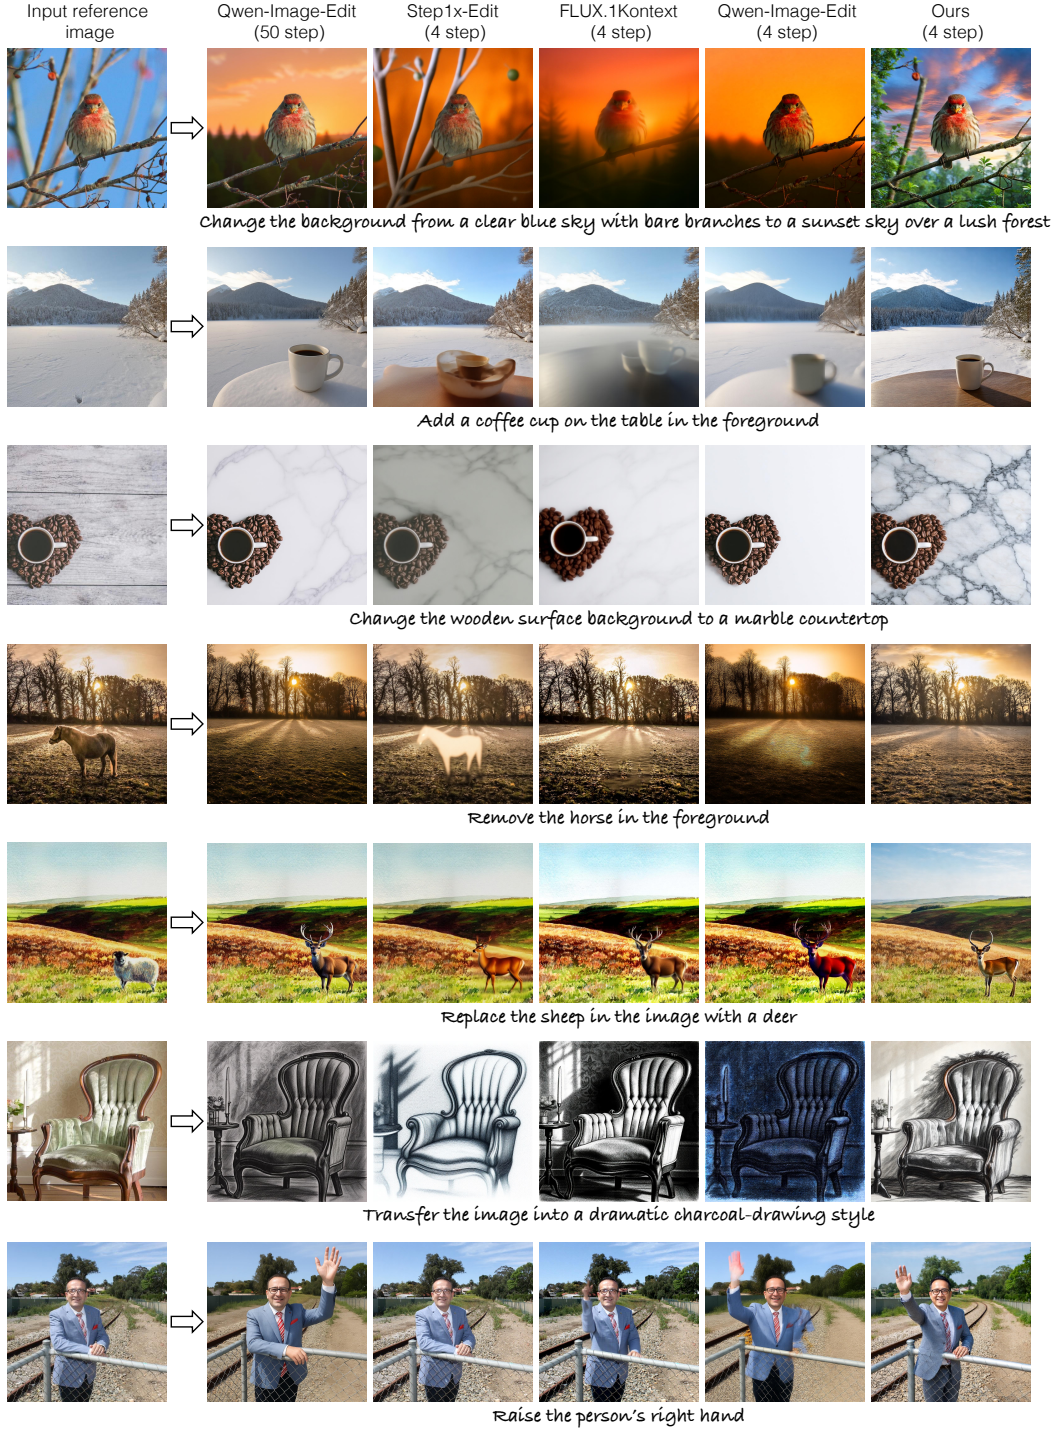 Input reference image
Qwen-Image-Edit (50 step)
Step1x-Edit (4 step)
FLUX.1Kontext (4 step)
Qwen-Image-Edit (4 step)
Ours (4 step)
Change the background from a clear blue sky with bare branches to a sunset sky over a lush forest
Add a coffee cup on the table in the foreground
Change the wooden surface background to a marble countertop
Remove the horse in the foreground
Replace the sheep in the image with a deer
Transfer the image into a dramatic charcoal-drawing style
Raise the person's right hand